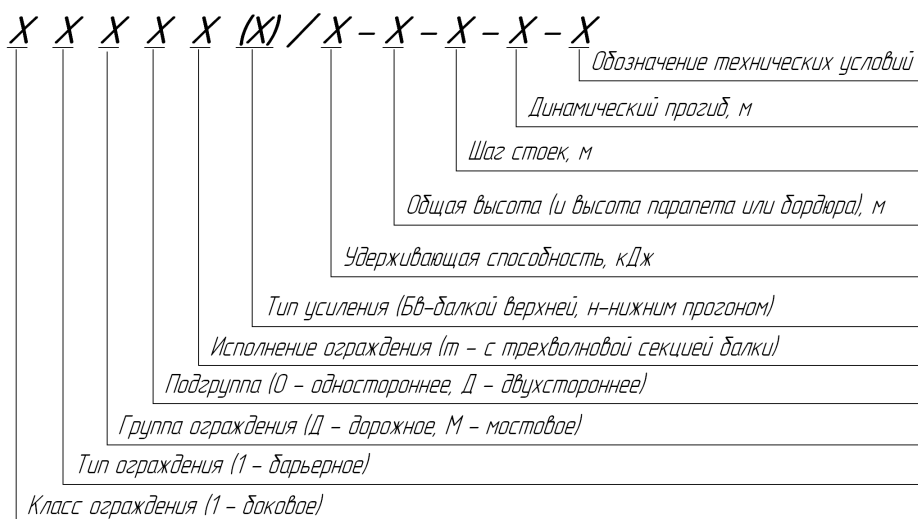 X X X X X (X) / X - X - X - X - X
Обозначение технических условий
Динамический прогиб, м
Шаг стоек, м
Общая высота (и высота парапета или бордюра), м
Удерживающая способность, кДж
Тип усиления (Бв-балкой верхней, н-нижним прогоном)
Исполнение ограждения (т - с трехволновой секцией балки)
Подгруппа (О - одностороннее, Д - двухстороннее)
Группа ограждения (Д - дорожное, М - мостовое)
Тип ограждения (1 - барьерное)
Класс ограждения (1 - боковое)